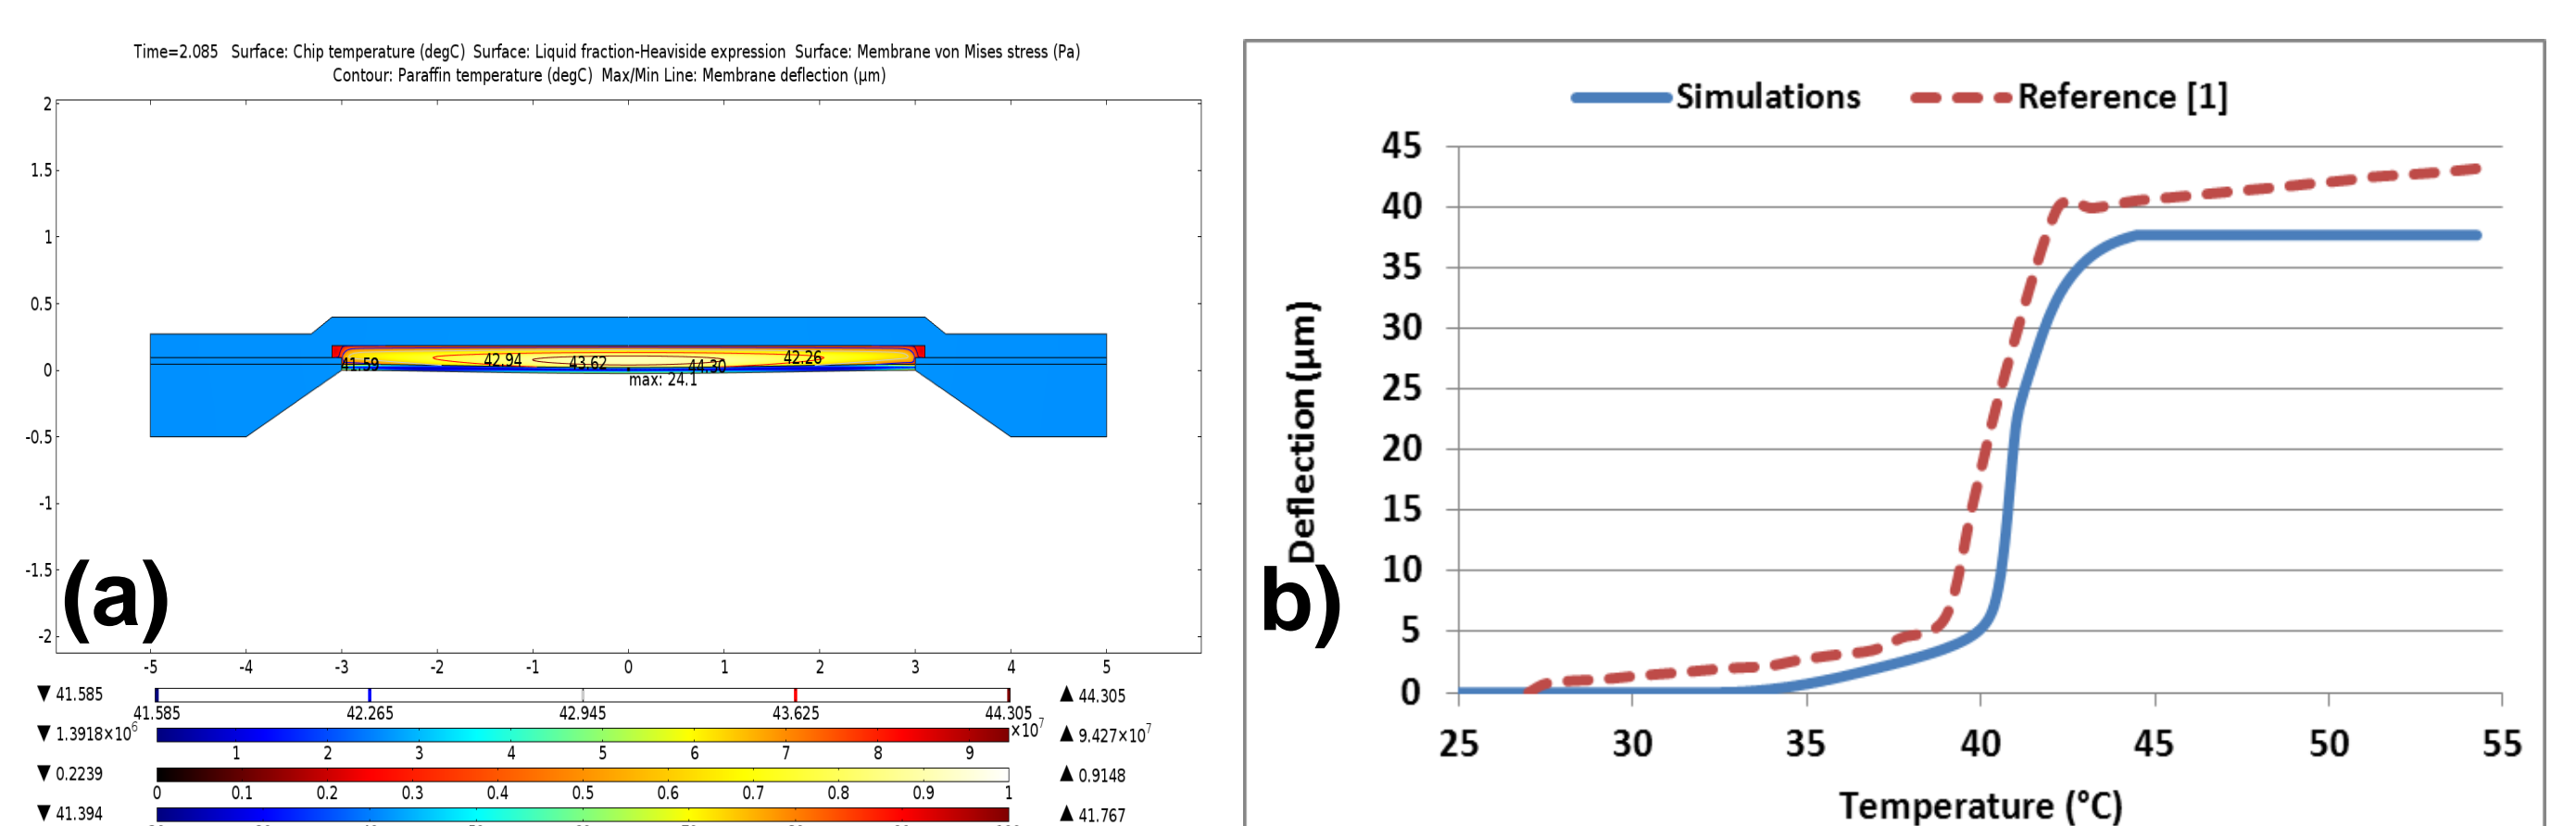 Time=2.085 Surface: Chip temperature (degC) Surface: Liquid fraction-Heaviside expression Surface: Membrane von Mises stress (Pa)
Contour: Paraffin temperature (degC) Max/Min Line: Membrane deflection (μm)
2
1.5
1
0.5
0
-0.5
-1
-1.5
-2
41.59
42.94
43.62
44.30
42.26
max: 24.1
(a)
-5 -4 -3 -2 -1 0 1 2 3 4 5
▼ 41.585 ▲ 44.305
41.585 42.265 42.945 43.625 44.305
▼ 1.3918×10⁶ ×10⁷ ▲ 9.427×10⁷
1 2 3 4 5 6 7 8 9
▼ 0.2239 ▲ 0.9148
0 0.1 0.2 0.3 0.4 0.5 0.6 0.7 0.8 0.9 1
▼ 41.394 ▲ 41.767
Simulations Reference [1]
45
40
35
30
25
20
15
10
5
0
Deflection (μm)
b)
25 30 35 40 45 50 55
Temperature (°C)